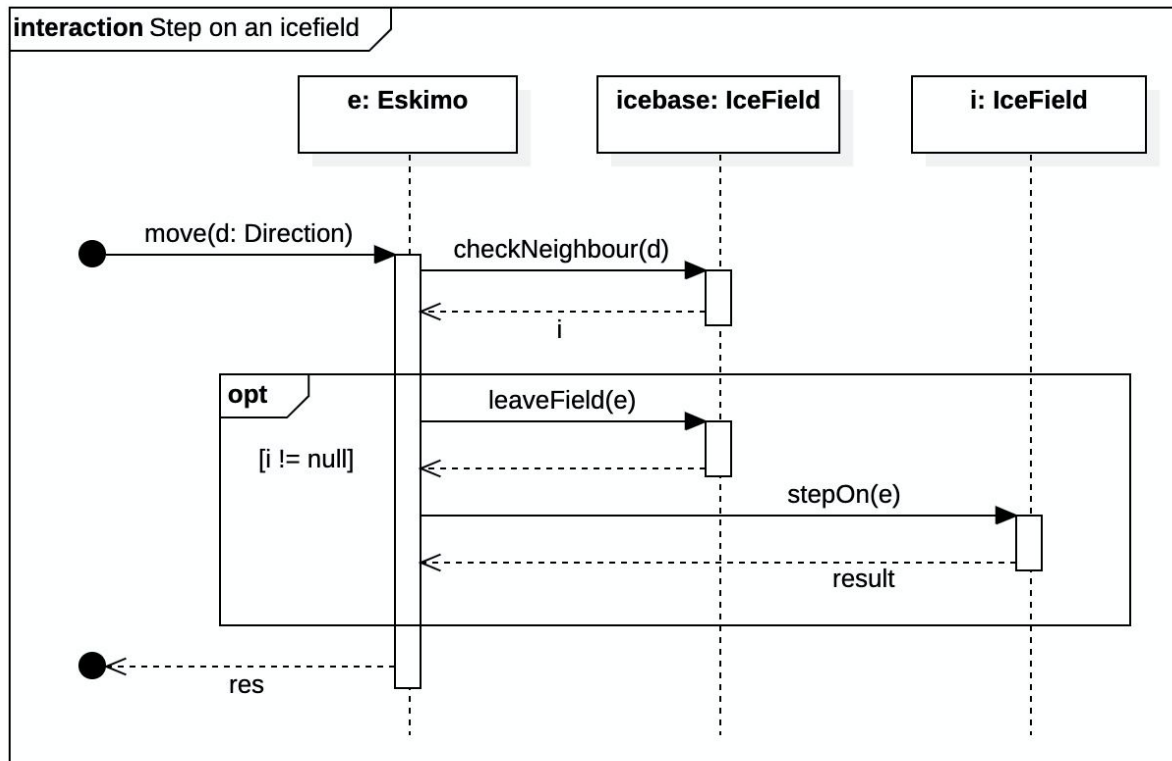 interaction Step on an icefield
e: Eskimo
icebase: IceField
i: IceField
move(d: Direction)
checkNeighbour(d)
i
opt
leaveField(e)
[i != null]
stepOn(e)
result
res